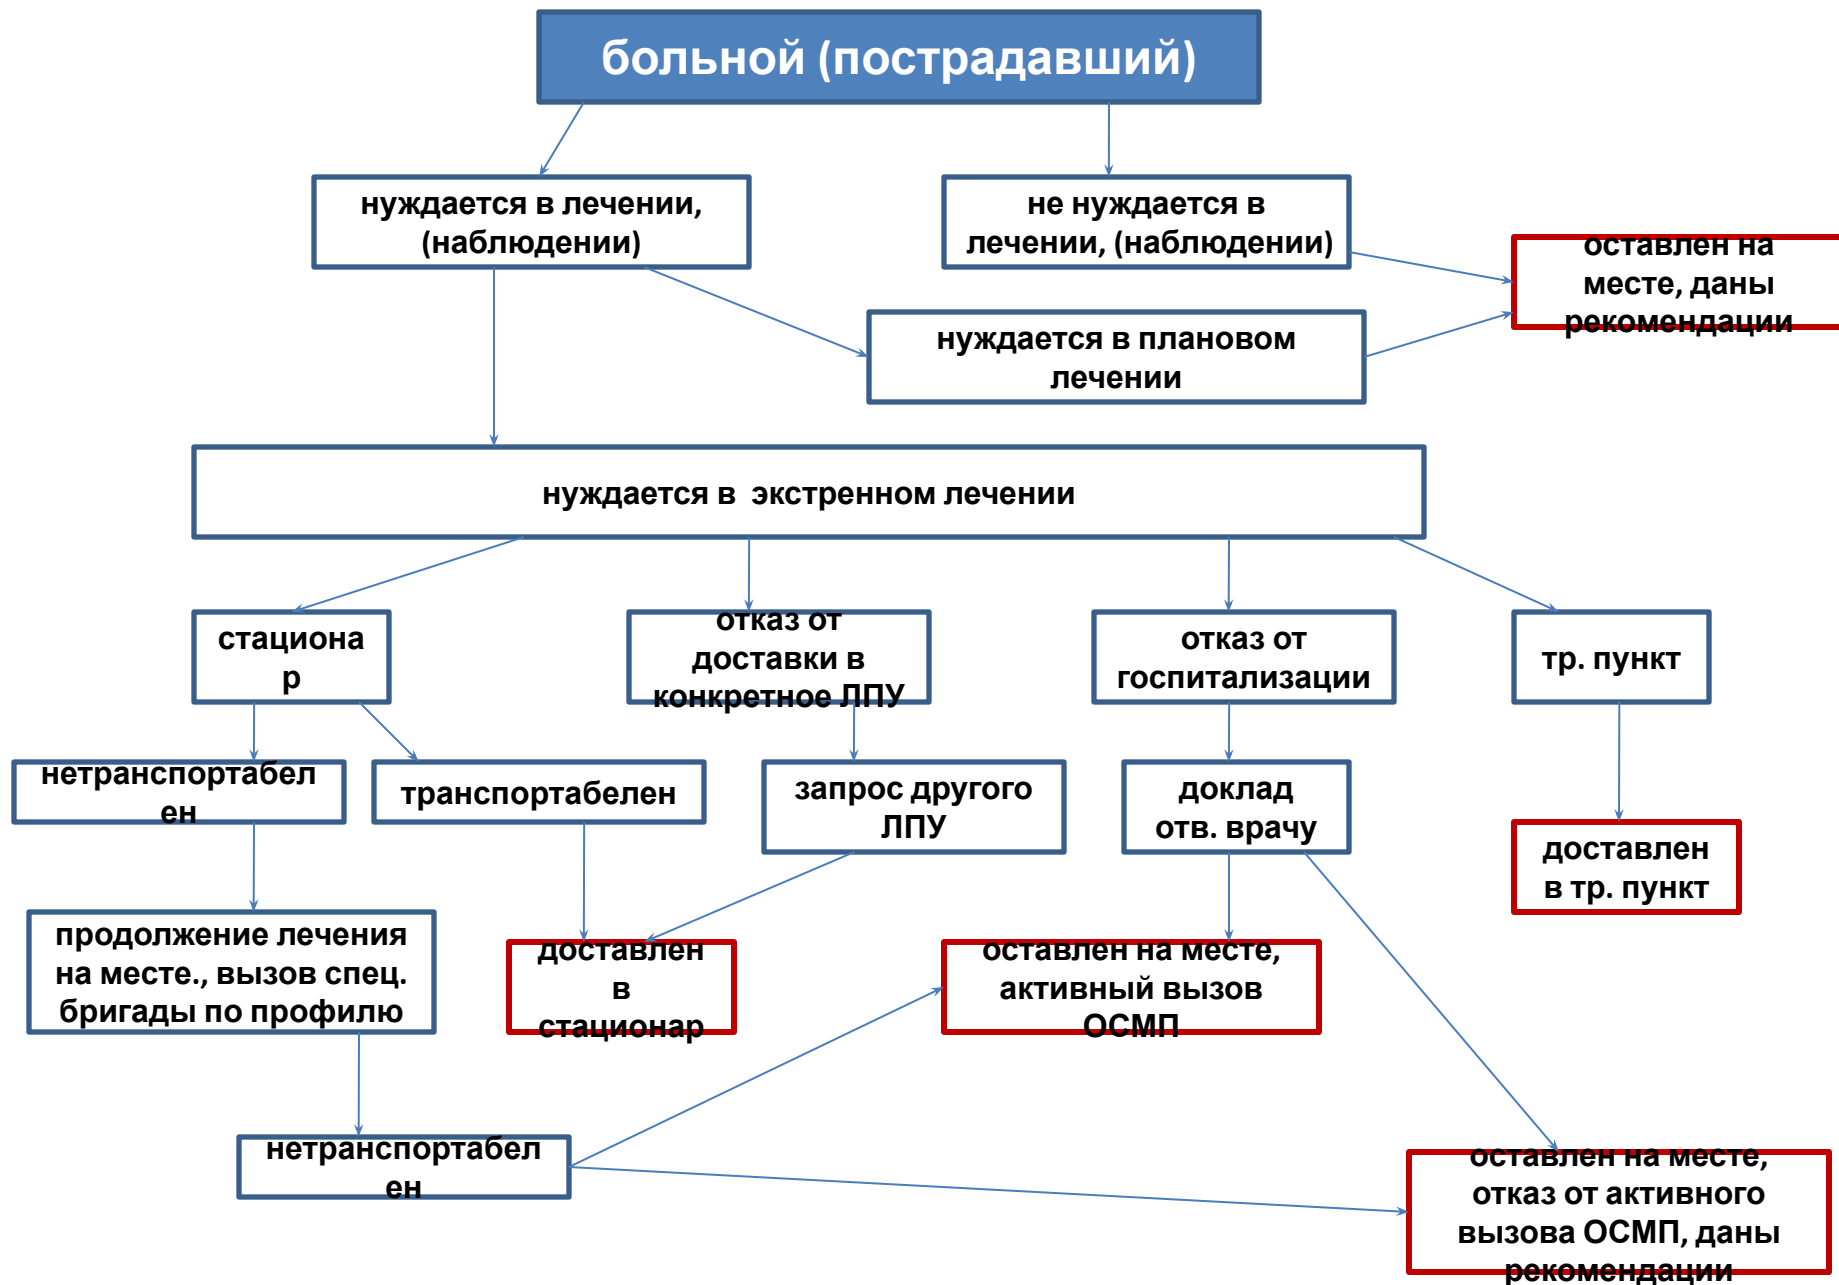 больной (пострадавший)
нуждается в лечении,
(наблюдении)
не нуждается в
лечении, (наблюдении)
оставлен на
месте, даны
рекомендации
нуждается в плановом
лечении
нуждается в  экстренном лечении
стациона
р
отказ от
доставки в
конкретное ЛПУ
отказ от
госпитализации
тр. пункт
нетранспортабел
ен
транспортабелен
запрос другого
ЛПУ
доклад
отв. врачу
доставлен
в тр. пункт
продолжение лечения
на месте., вызов спец.
бригады по профилю
доставлен
в
стационар
оставлен на месте,
активный вызов
ОСМП
нетранспортабел
ен
оставлен на месте,
отказ от активного
вызова ОСМП, даны
рекомендации